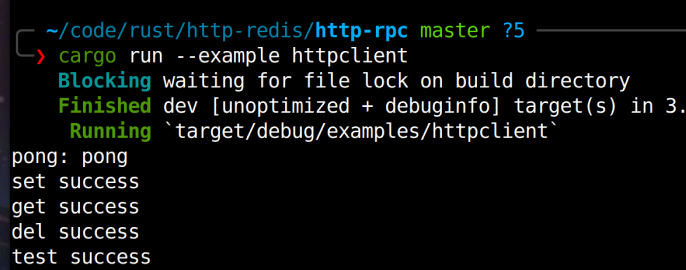 ~/code/rust/http-redis/http-rpc master ?5
❯ cargo run --example httpclient
Blocking waiting for file lock on build directory
Finished dev [unoptimized + debuginfo] target(s) in 3.
Running `target/debug/examples/httpclient`
pong: pong
set success
get success
del success
test success